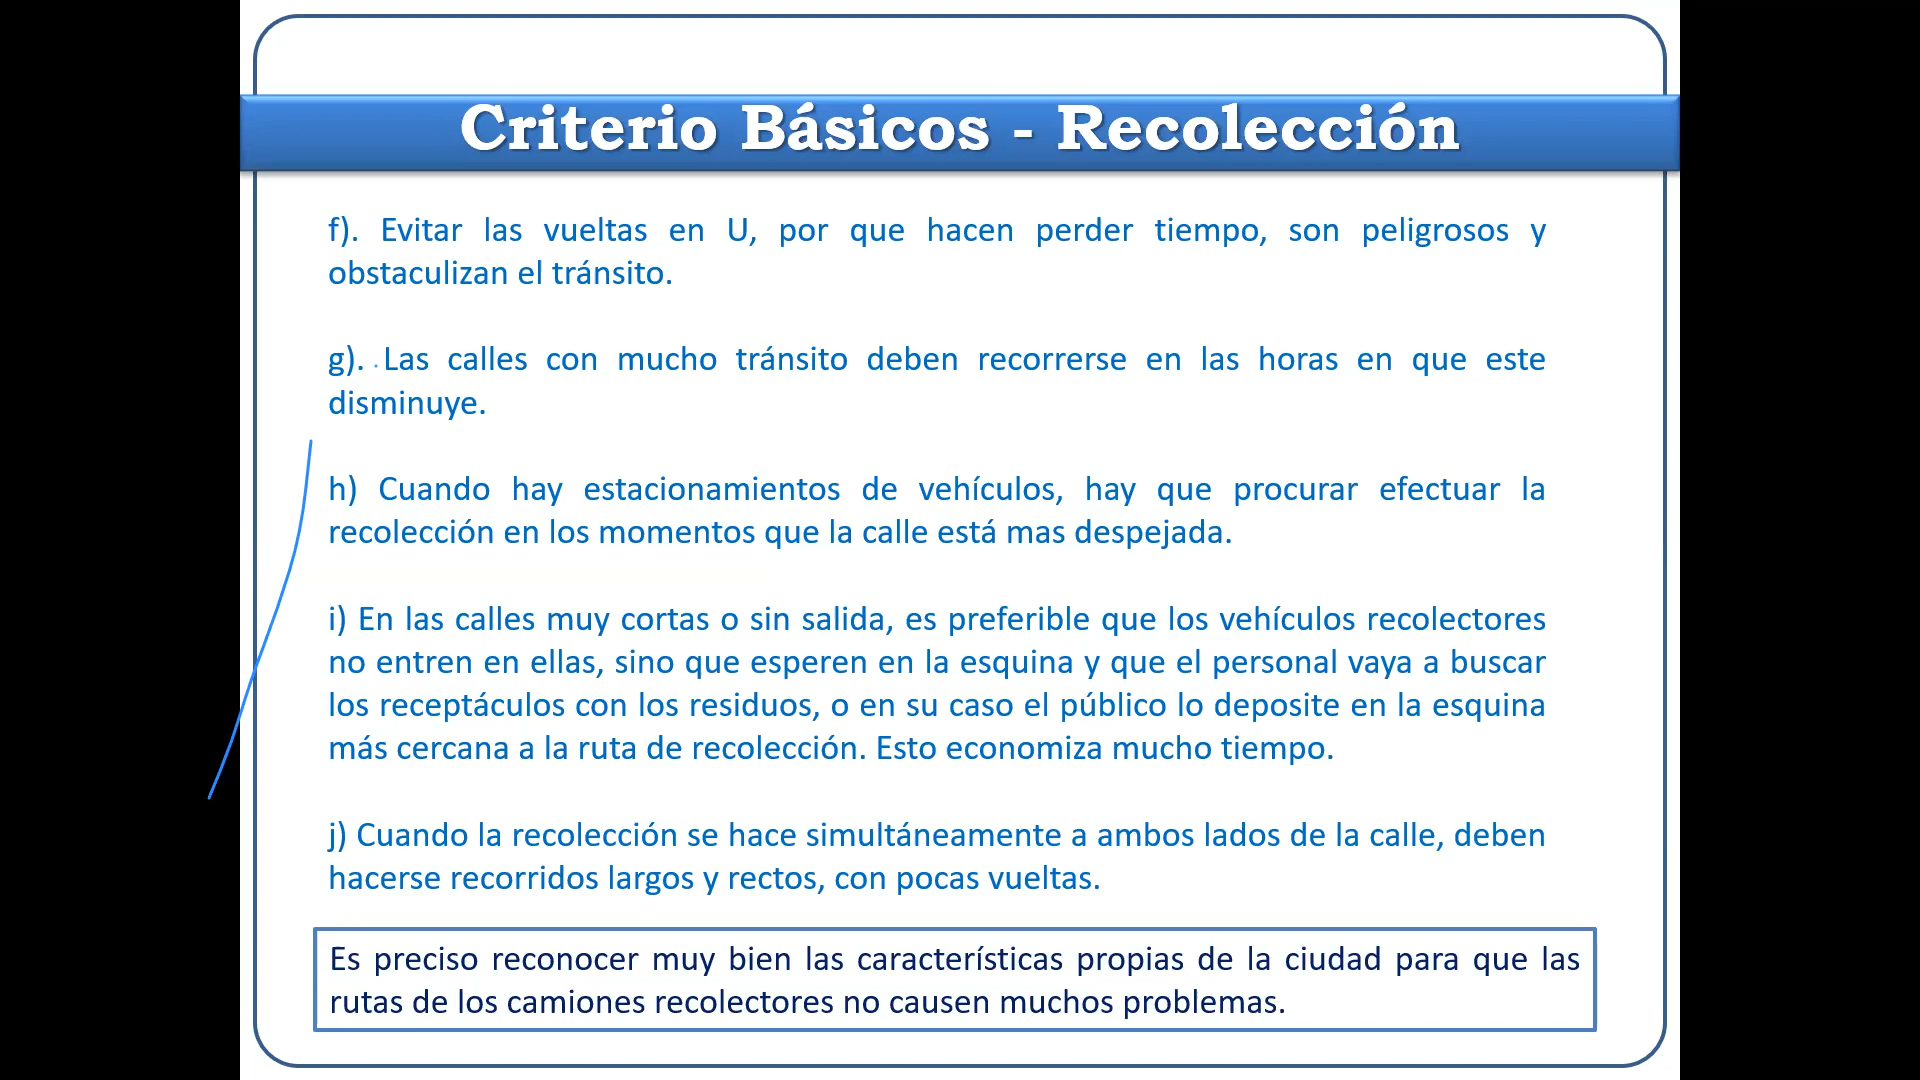 Criterio Básicos - Recolección
f). Evitar las vueltas en U, por que hacen perder tiempo, son peligrosos y
obstaculizan el tránsito.
g). Las calles con mucho tránsito deben recorrerse en las horas en que este
disminuye.
h) Cuando hay estacionamientos de vehículos, hay que procurar efectuar la
recolección en los momentos que la calle está mas despejada.
i) En las calles muy cortas o sin salida, es preferible que los vehículos recolectores
no entren en ellas, sino que esperen en la esquina y que el personal vaya a buscar
los receptáculos con los residuos, o en su caso el público lo deposite en la esquina
más cercana a la ruta de recolección. Esto economiza mucho tiempo.
j) Cuando la recolección se hace simultáneamente a ambos lados de la calle, deben
hacerse recorridos largos y rectos, con pocas vueltas.
Es preciso reconocer muy bien las características propias de la ciudad para que las
rutas de los camiones recolectores no causen muchos problemas.